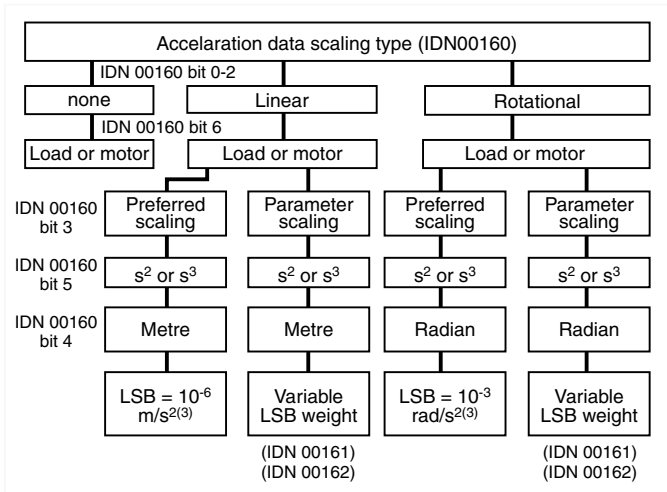 Accelaration data scaling type (IDN00160)
IDN 00160 bit 0-2
none
Linear
Rotational
IDN 00160 bit 6
Load or motor
Load or motor
Load or motor
IDN 00160
bit 3
Preferred
scaling
Parameter
scaling
Preferred
scaling
Parameter
scaling
IDN 00160
bit 5
s² or s³
s² or s³
s² or s³
s² or s³
IDN 00160
bit 4
Metre
Metre
Radian
Radian
LSB = 10⁻⁶
m/s²⁽³⁾
Variable
LSB weight
LSB = 10⁻³
rad/s²⁽³⁾
Variable
LSB weight
(IDN 00161)
(IDN 00162)
(IDN 00161)
(IDN 00162)